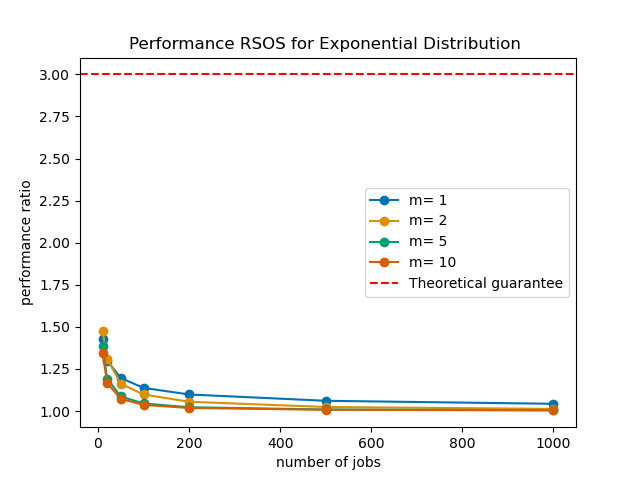 Performance RSOS for Exponential Distribution
performance ratio
3.00
2.75
2.50
2.25
2.00
1.75
1.50
1.25
1.00
m= 1
m= 2
m= 5
m= 10
Theoretical guarantee
0 200 400 600 800 1000
number of jobs